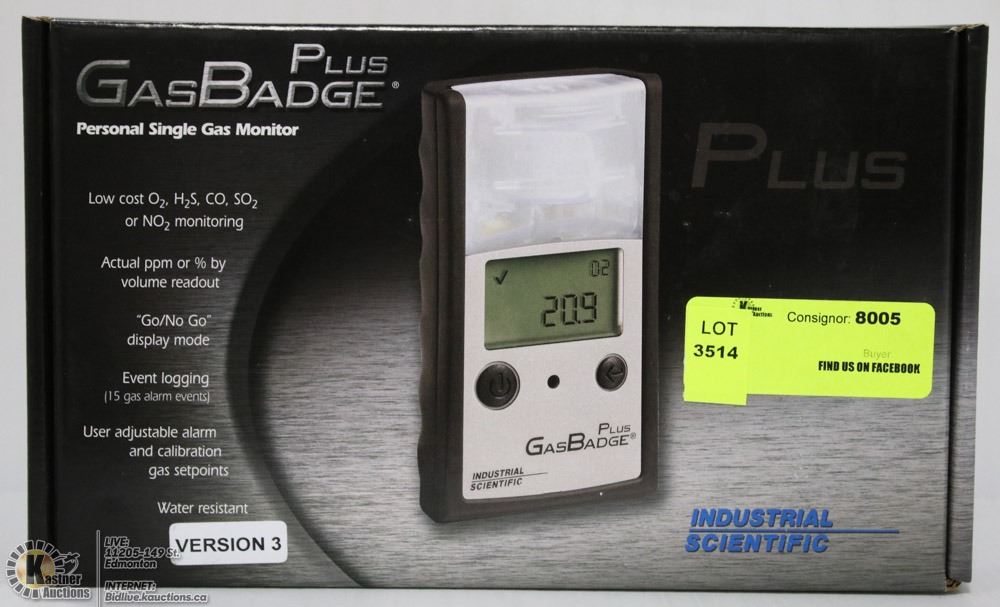 PLUS
GASBADGE®
Personal Single Gas Monitor
Low cost O2, H2S, CO, SO2
or NO2 monitoring
Actual ppm or % by
volume readout
"Go/No Go"
display mode
Event logging
(15 gas alarm events)
User adjustable alarm
and calibration
gas setpoints
Water resistant
VERSION 3
✓ O2
20.9
PLUS
GASBADGE®
INDUSTRIAL
SCIENTIFIC
PLUS
LOT
3514
Kastner
Auctions
Consignor: 8005
Buyer:
FIND US ON FACEBOOK
INDUSTRIAL
SCIENTIFIC
Kastner
Auctions
LIVE:
11205-149 St.
Edmonton
INTERNET:
Bidlive.kauctions.ca